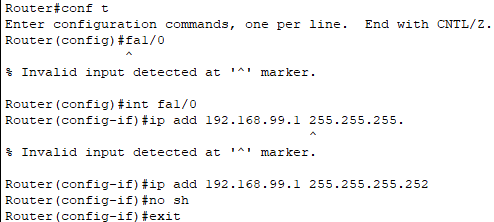 Router#conf t
Enter configuration commands, one per line.  End with CNTL/Z.
Router(config)#fa1/0
^
% Invalid input detected at '^' marker.
Router(config)#int fa1/0
Router(config-if)#ip add 192.168.99.1 255.255.255.
^
% Invalid input detected at '^' marker.
Router(config-if)#ip add 192.168.99.1 255.255.255.252
Router(config-if)#no sh
Router(config-if)#exit